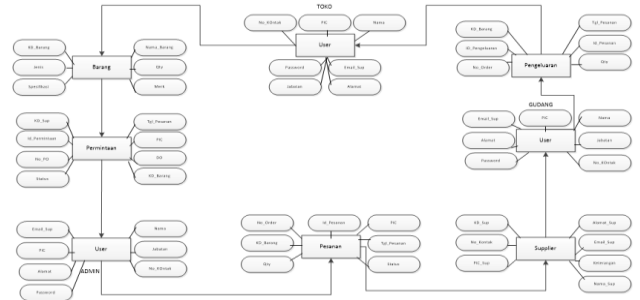 TOKO
No_KOntak
PIC
Nama
User
Password
Email_Sup
Jabatan
Alamat
KD_Barang
Nama_Barang
Jenis
Barang
Qty
Spesifikasi
Merk
KD_Barang
Tgl_Pesanan
ID_Pengeluaran
Pengeluaran
ID_Pesanan
No_Order
Qty
GUDANG
Email_Sup
PIC
Nama
Alamat
User
Jabatan
Password
No_KOntak
KD_Sup
Tgl_Pesanan
ID_Permintaan
Permintaan
PIC
No_PO
Status
KD_Barang
Email_Sup
Nama
PIC
User
Jabatan
Alamat
ADMIN
No_KOntak
Password
No_Order
ID_Pesanan
PIC
KD_Barang
Pesanan
Tgl_Pesanan
Qty
Status
KD_Sup
Alamat_Sup
No_Kontak
Supplier
Email_Sup
PIC_Sup
Keterangan
Nama_Sup